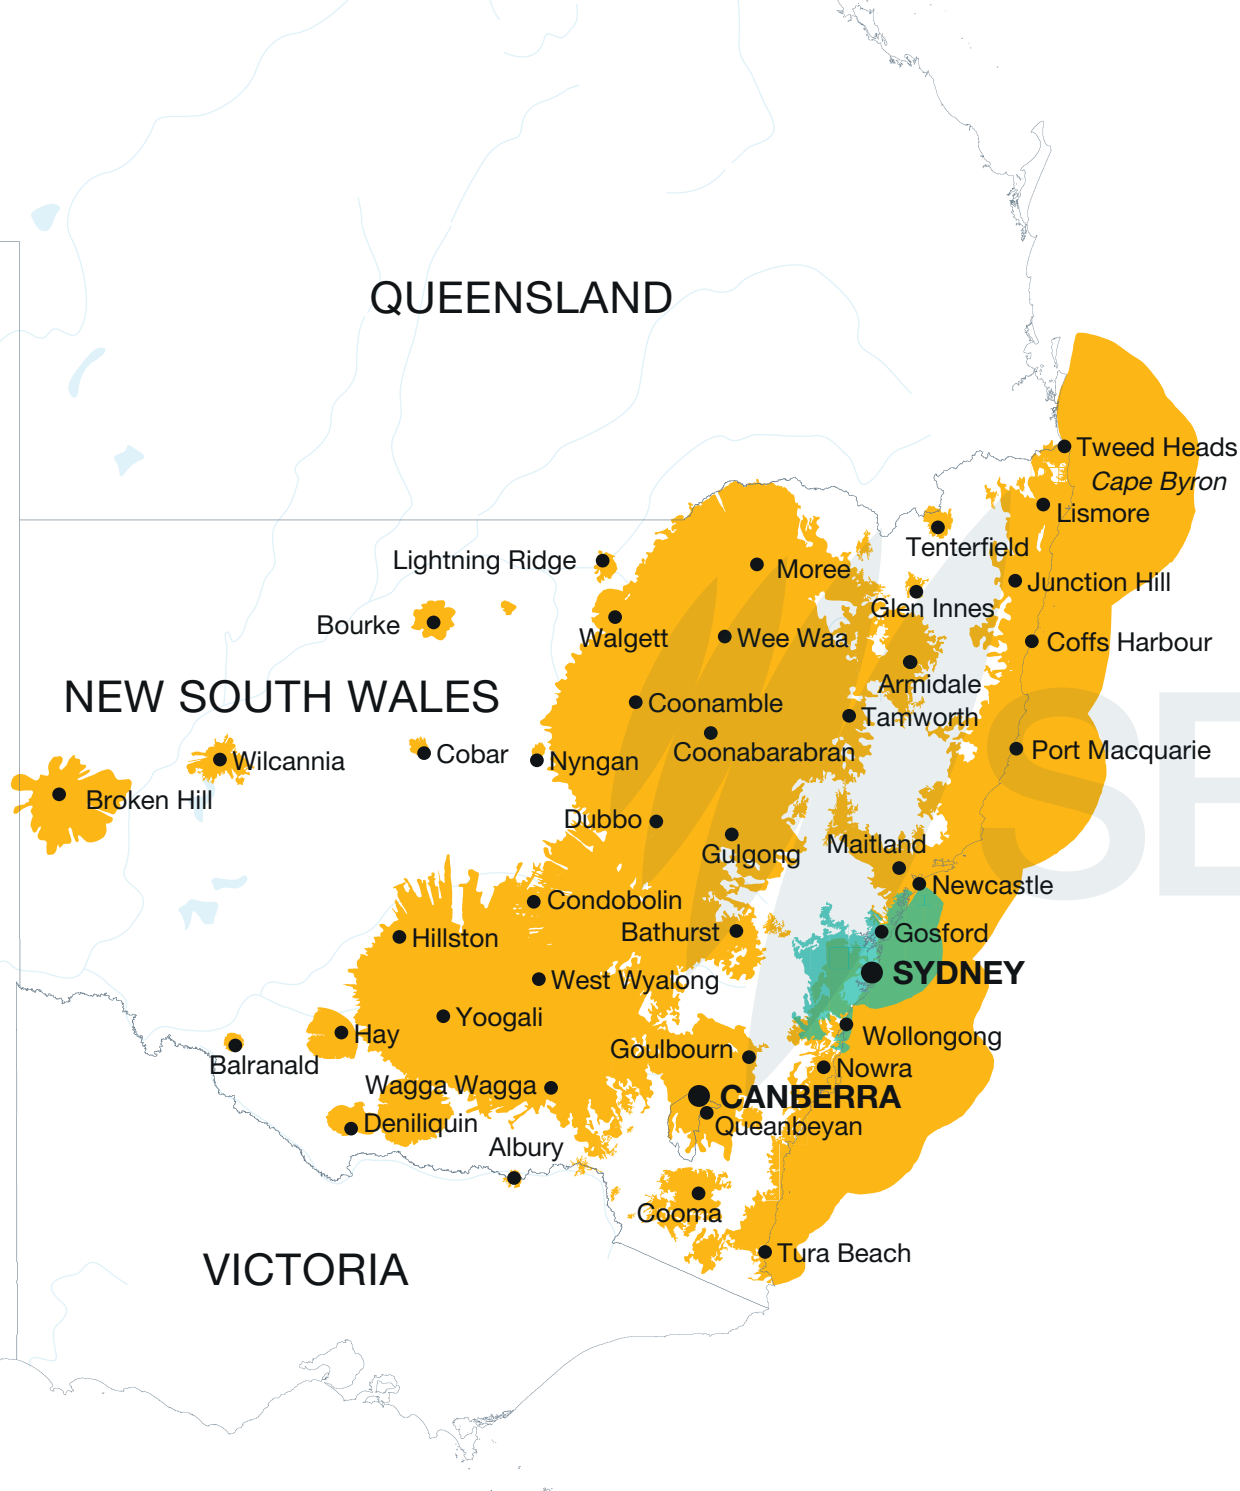 QUEENSLAND
Tweed Heads
Cape Byron
Lismore
Tenterfield
Lightning Ridge
Moree
Junction Hill
Glen Innes
Bourke
Walgett
Wee Waa
Coffs Harbour
Armidale
NEW SOUTH WALES
Coonamble
Tamworth
Coonabarabran
Port Macquarie
Wilcannia
Cobar
Nyngan
Broken Hill
Dubbo
Gulgong
Maitland
Newcastle
Condobolin
Bathurst
Gosford
Hillston
SYDNEY
West Wyalong
Yoogali
Hay
Wollongong
Goulbourn
Balranald
Nowra
Wagga Wagga
CANBERRA
Deniliquin
Queanbeyan
Albury
Cooma
Tura Beach
VICTORIA
SE